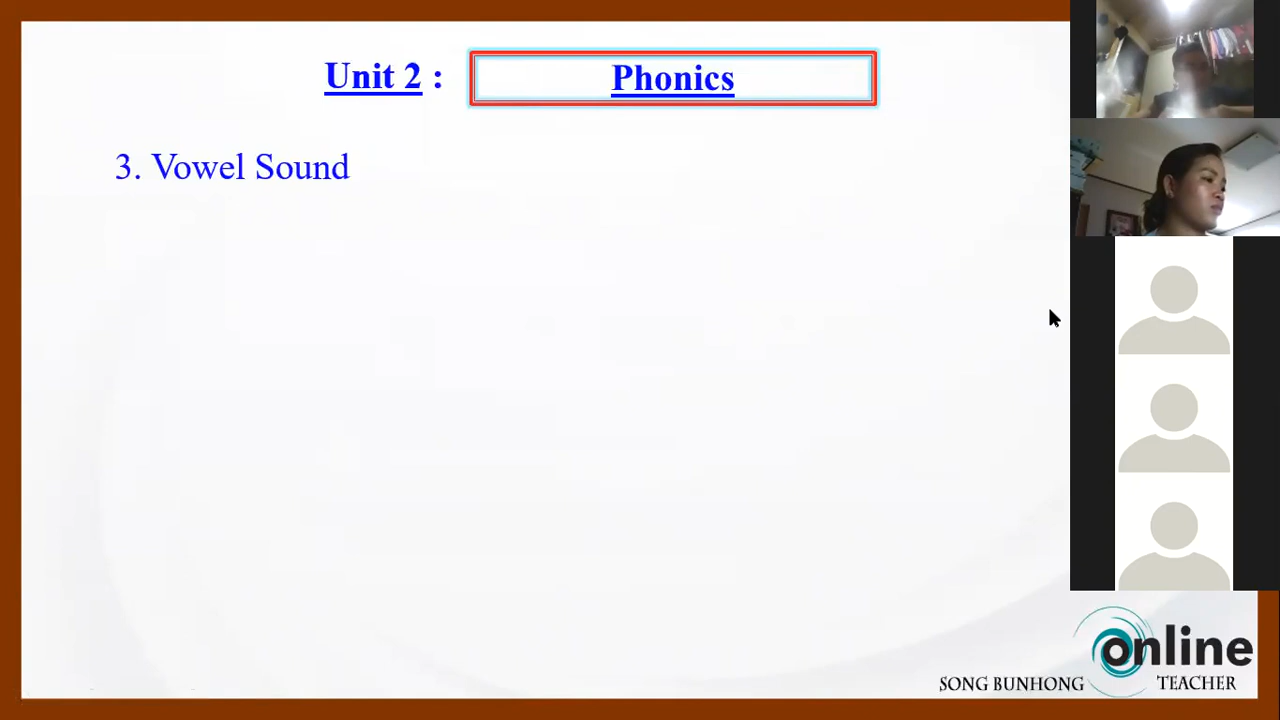 Unit 2 :
Phonics
3. Vowel Sound
online
SONG BUNHONG TEACHER